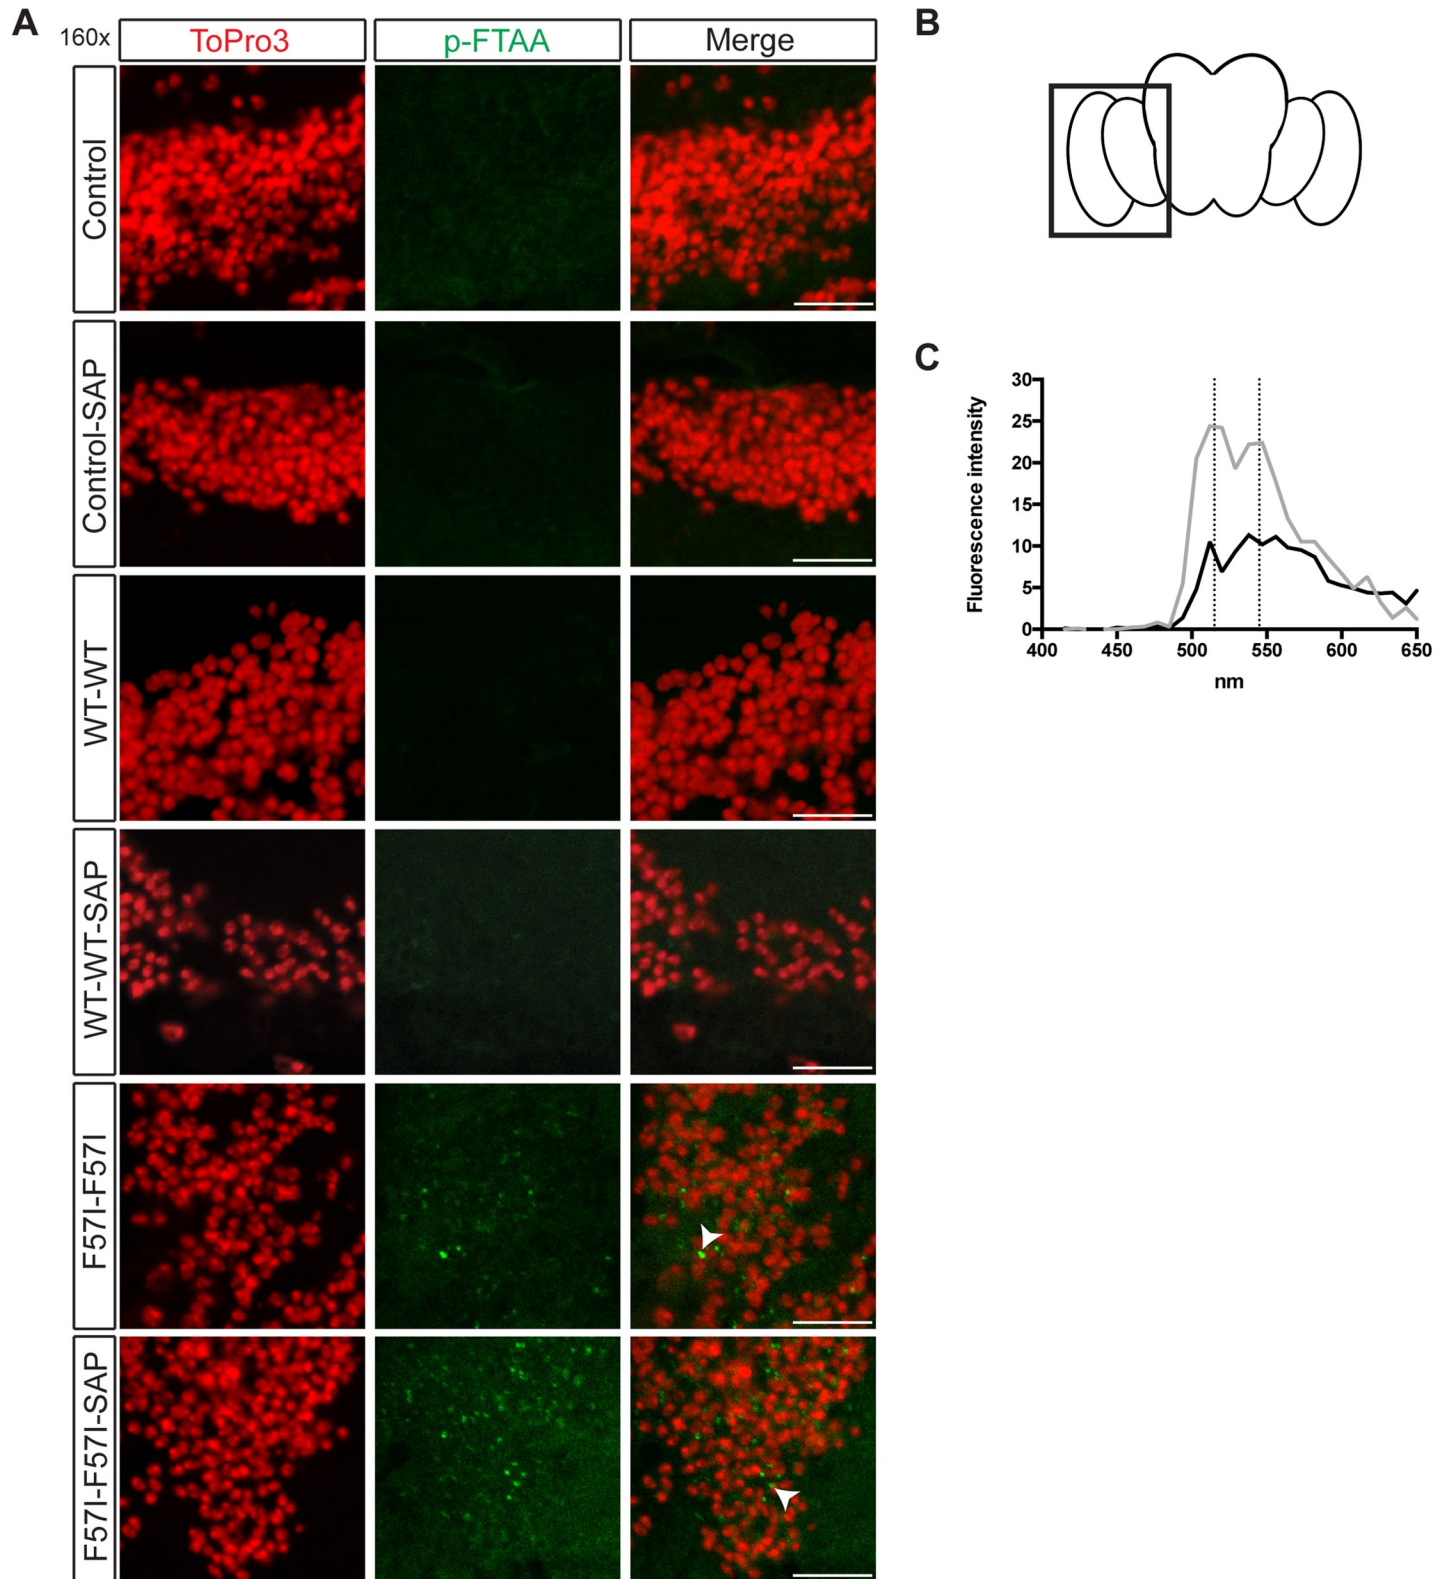 A
160x
ToPro3
p-FTAA
Merge
Control
Control-SAP
WT-WT
WT-WT-SAP
F57I-F57I
F57I-F57I-SAP
B
C
Fluorescence intensity
30
25
20
15
10
5
0
400 450 500 550 600 650
nm